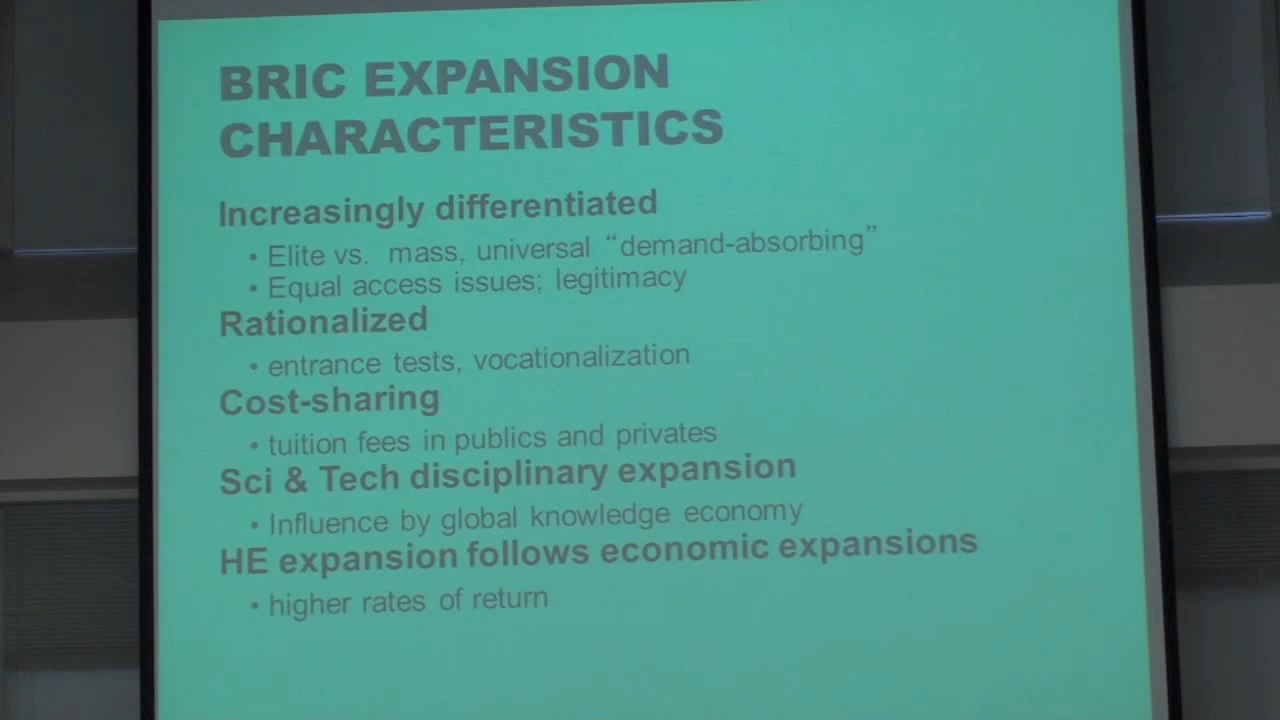 BRIC EXPANSION
CHARACTERISTICS
Increasingly differentiated
• Elite vs. mass, universal “demand-absorbing”
• Equal access issues; legitimacy
Rationalized
• entrance tests, vocationalization
Cost-sharing
• tuition fees in publics and privates
Sci & Tech disciplinary expansion
• Influence by global knowledge economy
HE expansion follows economic expansions
• higher rates of return